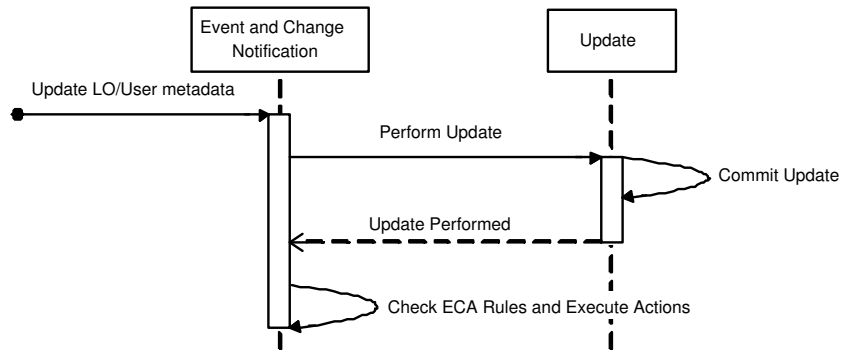 Event and Change
Notification
Update
Update LO/User metadata
Perform Update
Commit Update
Update Performed
Check ECA Rules and Execute Actions